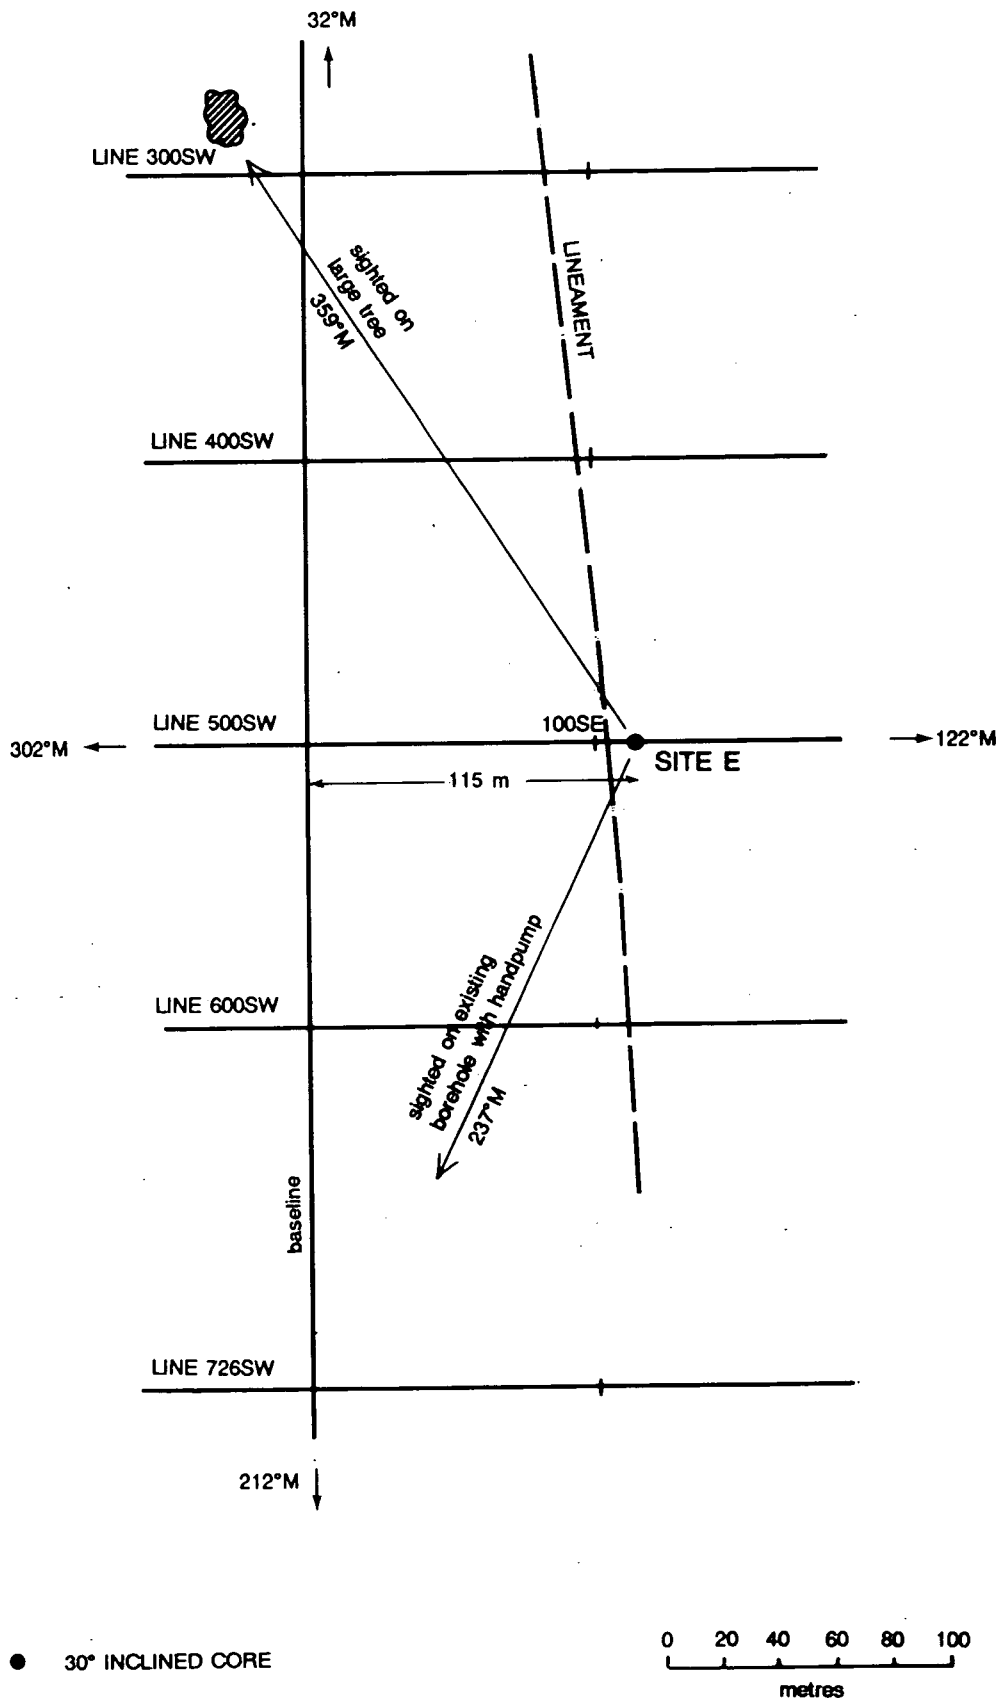 32°M
LINE 300SW
sighted on
large tree
359°M
LINEAMENT
LINE 400SW
LINE 500SW
100SE
302°M
122°M
SITE E
115 m
sighted on existing
borehole with handpump
237°M
LINE 600SW
baseline
LINE 726SW
212°M
30° INCLINED CORE
0 20 40 60 80 100
metres